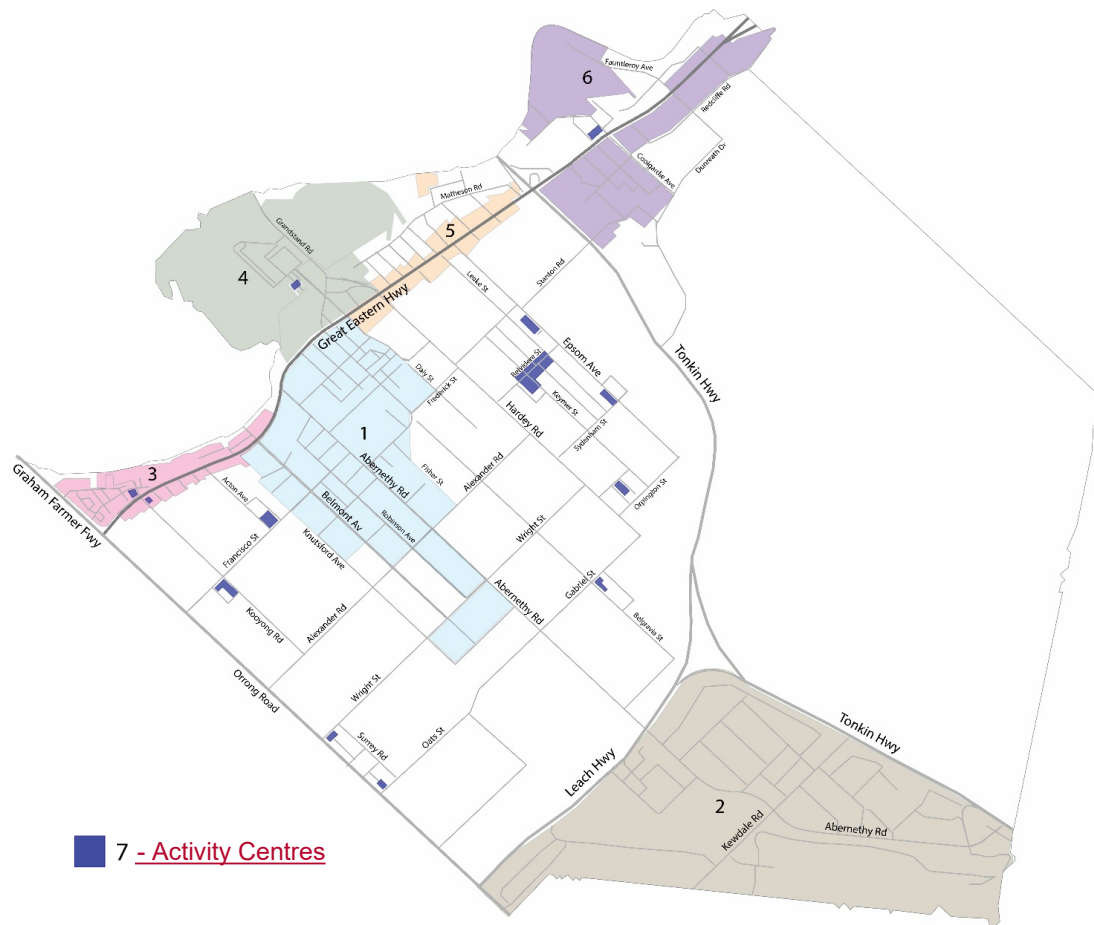 6
Fauntleroy Ave
Redcliffe Rd
Coolgardie Ave
Dunreath Dr
Matheson Rd
5
Grandstand Rd
4
Stanton Rd
Leake St
Great Eastern Hwy
Epsom Ave
Tonkin Hwy
Belvidere St
Daly St
Frederick St
Keymer St
Hardey Rd
Sydenham St
1
Abernethy Rd
Fisher St
Alexander Rd
3
Graham Farmer Fwy
Acton Ave
Belmont Av
Robinson Ave
Orpington St
Knutsford Ave
Wright St
Francisco St
Gabriel St
Abernethy Rd
Belgravia St
Kooyong Rd
Alexander Rd
Orrong Road
Wright St
Surrey Rd
Oats St
Leach Hwy
Tonkin Hwy
2
Kewdale Rd
Abernethy Rd
7 - Activity Centres